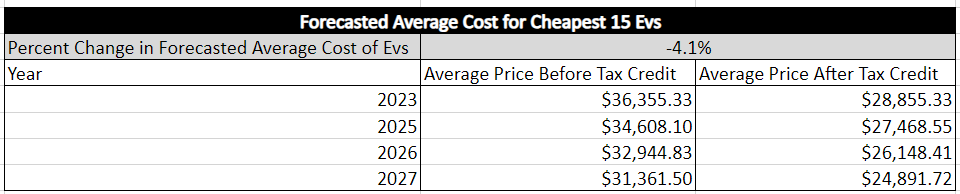 Forecasted Average Cost for Cheapest 15 Evs
Percent Change in Forecasted Average Cost of Evs -4.1%
Year Average Price Before Tax Credit Average Price After Tax Credit
2023 $36,355.33 $28,855.33
2025 $34,608.10 $27,468.55
2026 $32,944.83 $26,148.41
2027 $31,361.50 $24,891.72